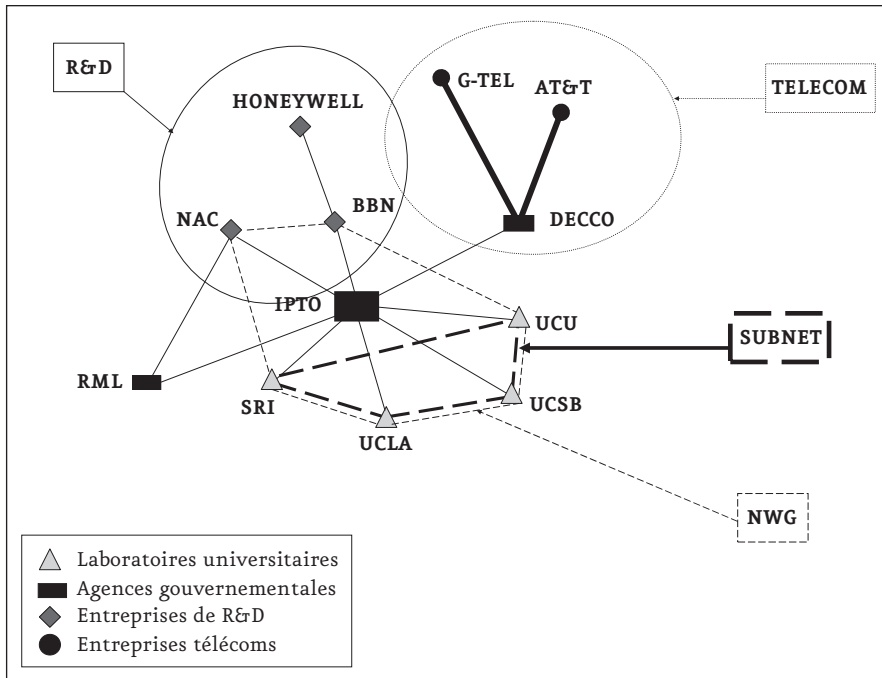 R&D
G-TEL
AT&T
TELECOM
HONEYWELL
NAC
BBN
DECCO
IPTO
UCU
SUBNET
RML
SRI
UCSB
UCLA
NWG
Laboratoires universitaires
Agences gouvernementales
Entreprises de R&D
Entreprises télécoms